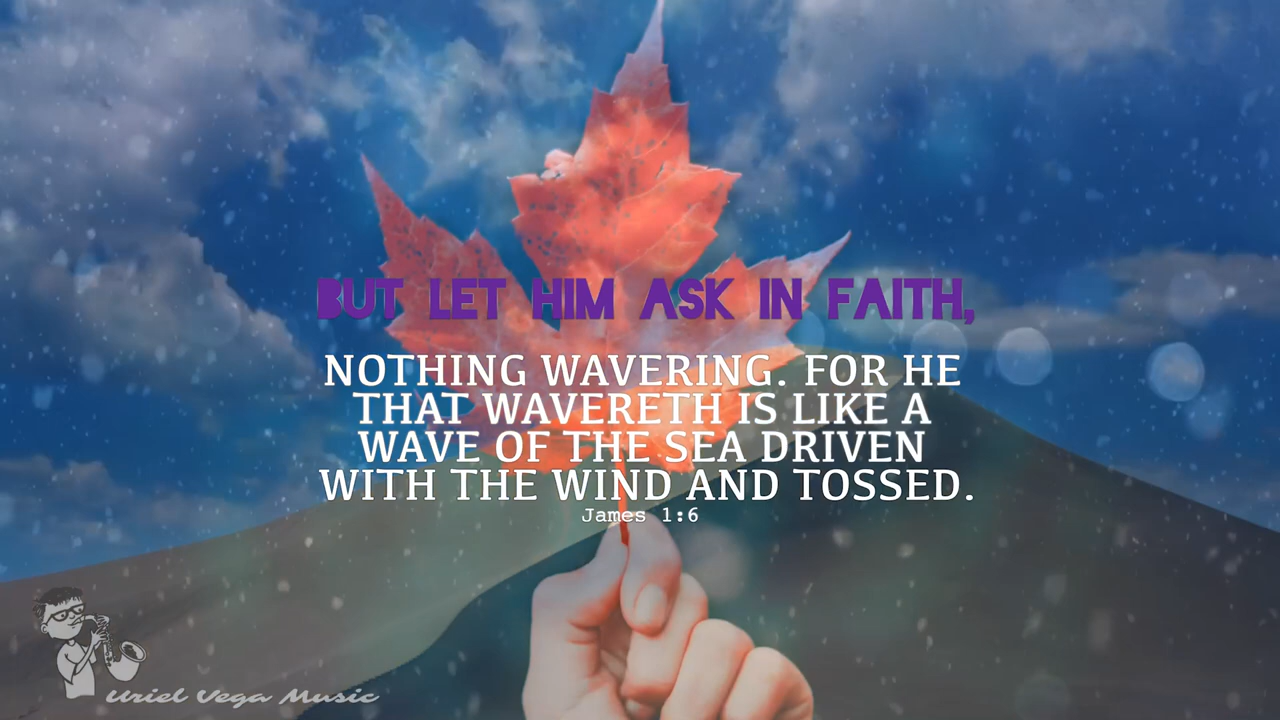 BUT LET HIM ASK IN FAITH,
NOTHING WAVERING. FOR HE
THAT WAVERETH IS LIKE A
WAVE OF THE SEA DRIVEN
WITH THE WIND AND TOSSED.
James 1:6
Uriel Vega Music